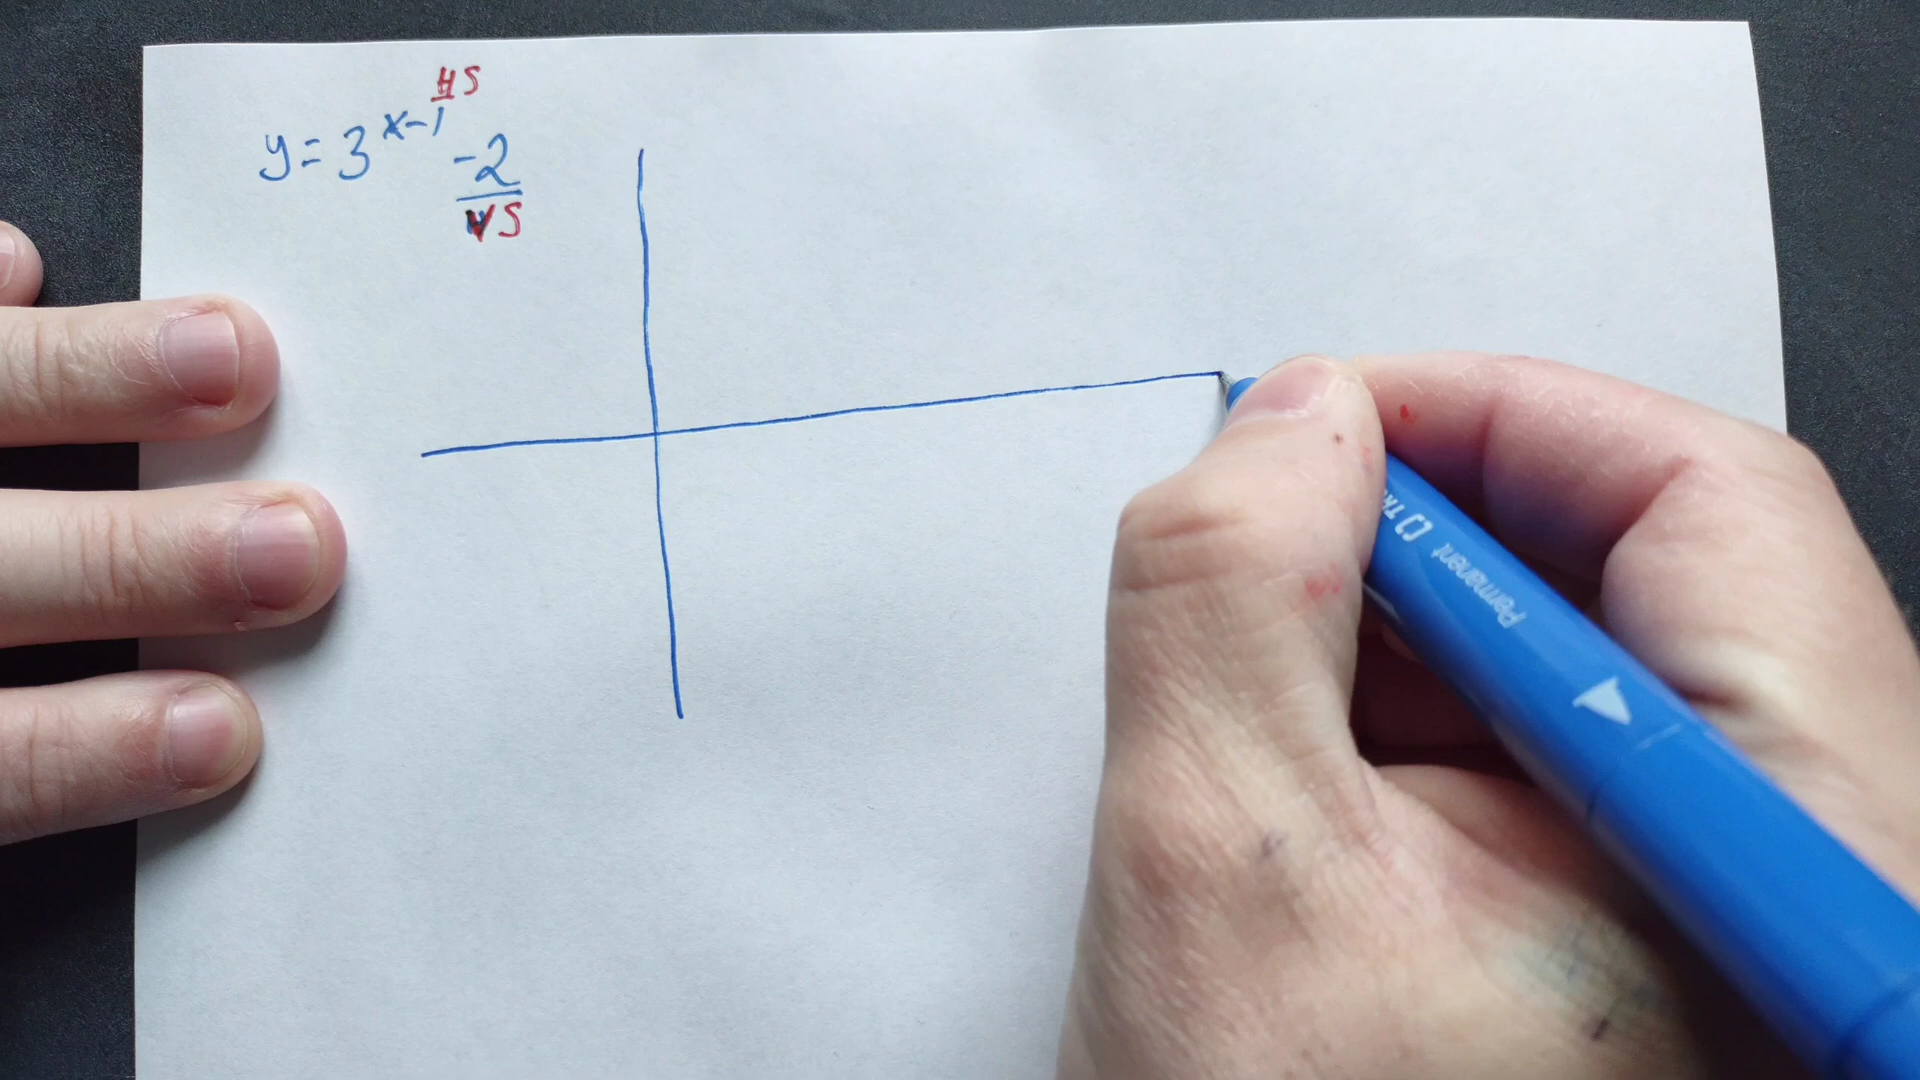 HS
y = 3^{x-1} -2
VS
Permanent